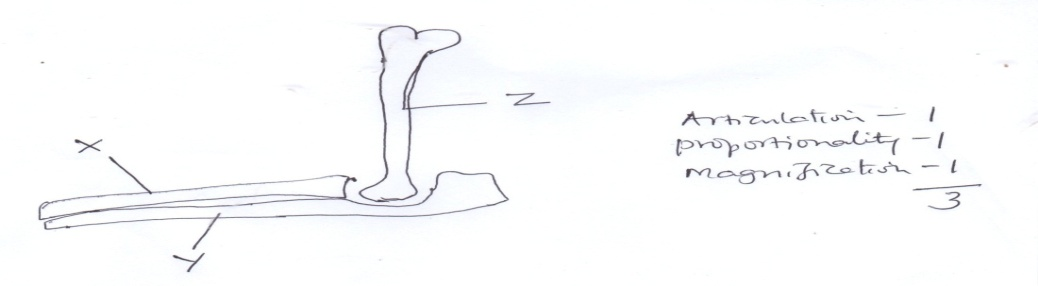 Z
X
Y
Articulation – 1
proportionality – 1
Magnification – 1
3